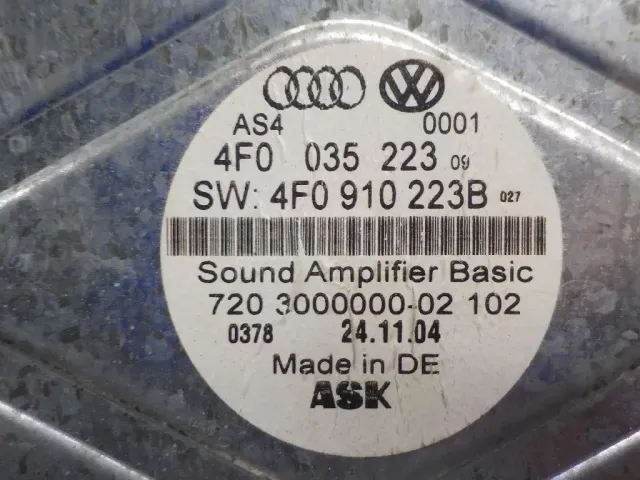 AS4 0001
4F0 035 223 09
SW: 4F0 910 223B 027
Sound Amplifier Basic
720 3000000-02 102
0378 24.11.04
Made in DE
ASK